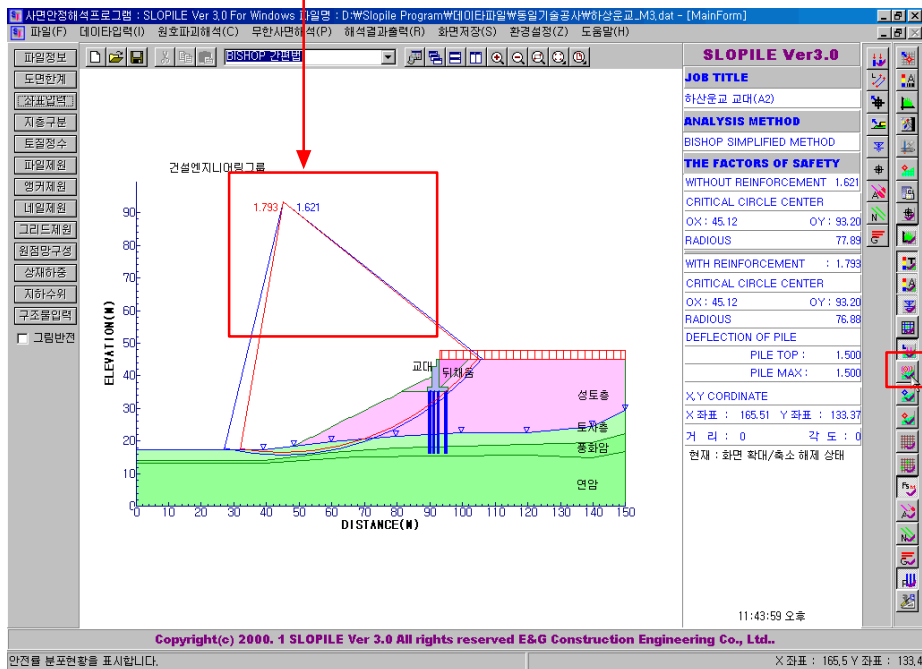 사면안정해석프로그램 : SLOPILE Ver 3.0 For Windows 파일명 : D:₩Slopile Program₩데이타파일₩동일기술공사₩하산운교_M3.dat - [MainForm]
파일(F) 데이타입력(I) 원호파괴해석(C) 무한사면해석(P) 해석결과출력(R) 화면저장(S) 환경설정(Z) 도움말(H)
파일정보
도면한계
좌표입력
지층구분
토질정수
파일제원
앵커제원
네일제원
그리드제원
원점망구성
상재하중
지하수위
구조물입력
그림반전
BISHOP 간편법
건설엔지니어링그룹
1.793
1.621
ELEVATION(M)
90
80
70
60
50
40
30
20
10
0
교대
뒤채움
성토층
토사층
풍화암
연암
0 10 20 30 40 50 60 70 80 90 100 110 120 130 140 150
DISTANCE(M)
SLOPILE Ver3.0
JOB TITLE
하산운교 교대(A2)
ANALYSIS METHOD
BISHOP SIMPLIFIED METHOD
THE FACTORS OF SAFETY
WITHOUT REINFORCEMENT 1.621
CRITICAL CIRCLE CENTER
OX : 45.12 OY : 93.20
RADIOUS 77.89
WITH REINFORCEMENT : 1.793
CRITICAL CIRCLE CENTER
OX : 45.12 OY : 93.20
RADIOUS 76.88
DEFLECTION OF PILE
PILE TOP : 1.500
PILE MAX : 1.500
X,Y CORDINATE
X 좌표 : 165.51 Y 좌표 : 133.37
거 리 : 0 각 도 : 0
현재 : 화면 확대/축소 해제 상태
11:43:59 오후
Copyright(c) 2000. 1 SLOPILE Ver 3.0 All rights reserved E&G Construction Engineering Co., Ltd..
안전률 분포현황을 표시합니다.
X 좌표 : 165,5 Y 좌표 : 133,4